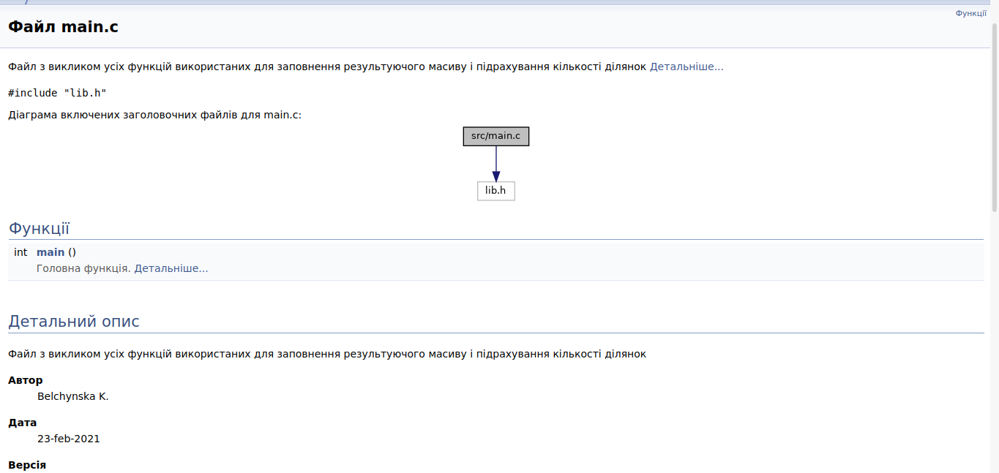 Функції
Файл main.c
Файл з викликом усіх функцій використаних для заповнення результуючого масиву і підрахування кількості ділянок Детальніше...
#include "lib.h"
Діаграма включених заголовочних файлів для main.c:
src/main.c
lib.h
Функції
int main ()
Головна функція. Детальніше...
Детальний опис
Файл з викликом усіх функцій використаних для заповнення результуючого масиву і підрахування кількості ділянок
Автор
Belchynska K.
Дата
23-feb-2021
Версія